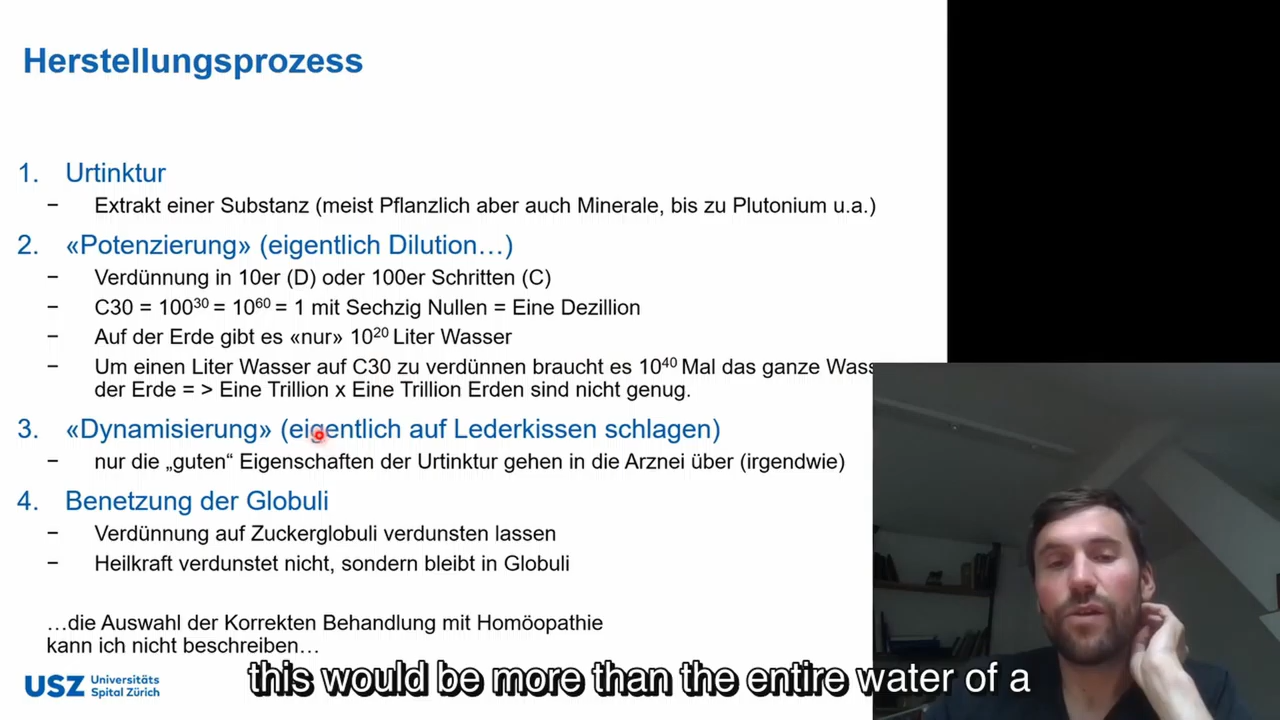 Herstellungsprozess
1. Urtinktur
− Extrakt einer Substanz (meist Pflanzlich aber auch Minerale, bis zu Plutonium u.a.)
2. «Potenzierung» (eigentlich Dilution…)
− Verdünnung in 10er (D) oder 100er Schritten (C)
− C30 = 100³⁰ = 10⁶⁰ = 1 mit Sechzig Nullen = Eine Dezillion
− Auf der Erde gibt es «nur» 10²⁰ Liter Wasser
− Um einen Liter Wasser auf C30 zu verdünnen braucht es 10⁴⁰ Mal das ganze Wass
der Erde = > Eine Trillion x Eine Trillion Erden sind nicht genug.
3. «Dynamisierung» (eigentlich auf Lederkissen schlagen)
− nur die „guten“ Eigenschaften der Urtinktur gehen in die Arznei über (irgendwie)
4. Benetzung der Globuli
− Verdünnung auf Zuckerglobuli verdunsten lassen
− Heilkraft verdunstet nicht, sondern bleibt in Globuli
…die Auswahl der Korrekten Behandlung mit Homöopathie
kann ich nicht beschreiben…
USZ Universitäts
Spital Zürich
this would be more than the entire water of a